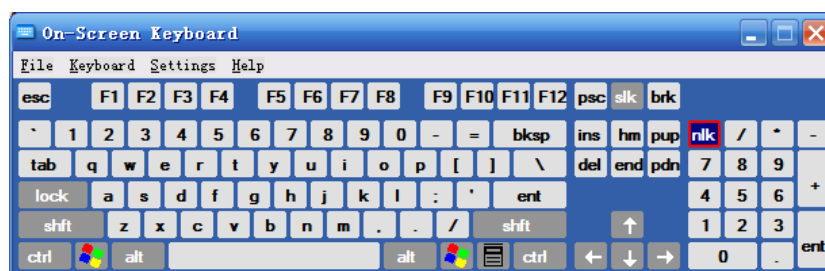 On-Screen Keyboard
File Keyboard Settings Help
esc F1 F2 F3 F4 F5 F6 F7 F8 F9 F10 F11 F12 psc slk brk
` 1 2 3 4 5 6 7 8 9 0 - = bksp ins hm pup nlk / * -
tab q w e r t y u i o p [ ] \ del end pdn 7 8 9
lock a s d f g h j k l ; ' ent 4 5 6 +
shft z x c v b n m , . / shft ↑ 1 2 3
ctrl alt alt ctrl ← ↓ → 0 . ent